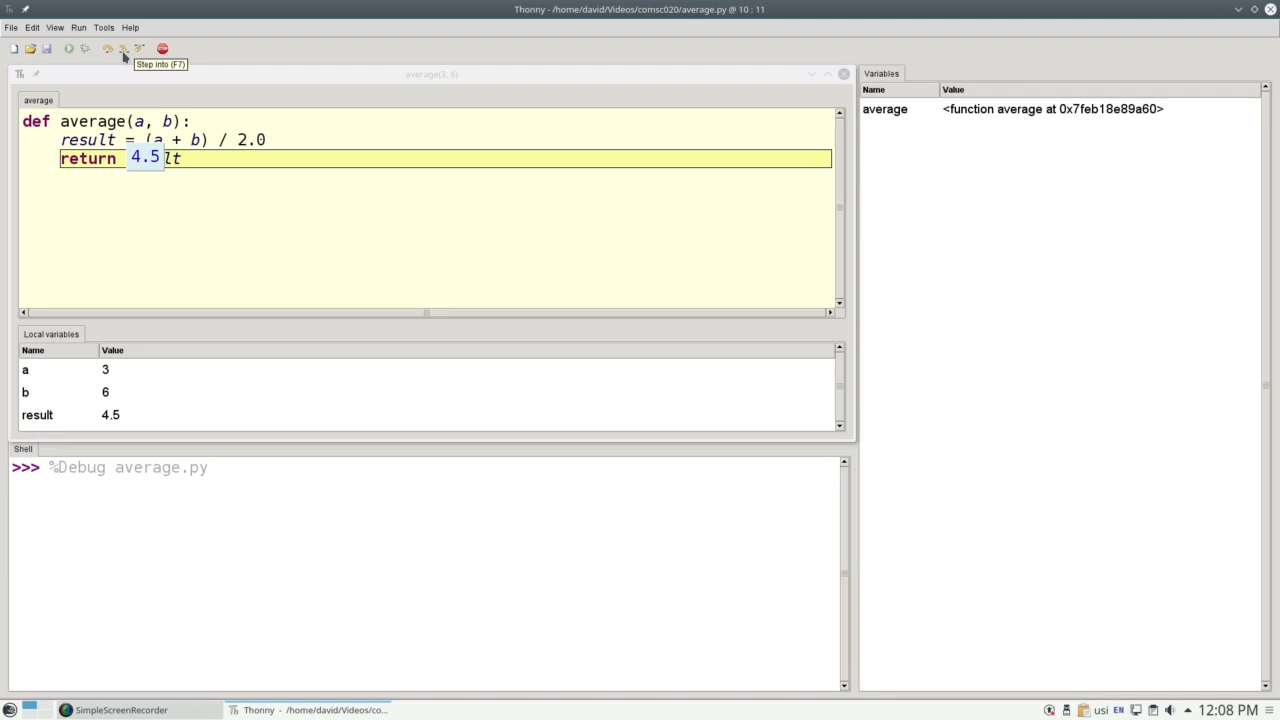 Thonny - /home/david/Videos/comsc020/average.py @ 10 : 11
File Edit View Run Tools Help
Step into (F7)
average(3, 6)
average
def average(a, b):
result = (a + b) / 2.0
return 4.5lt
Local variables
Name Value
a 3
b 6
result 4.5
Shell
>>> %Debug average.py
Variables
Name Value
average <function average at 0x7feb18e89a60>
SimpleScreenRecorder
Thonny - /home/david/Videos/co...
usi EN 12:08 PM